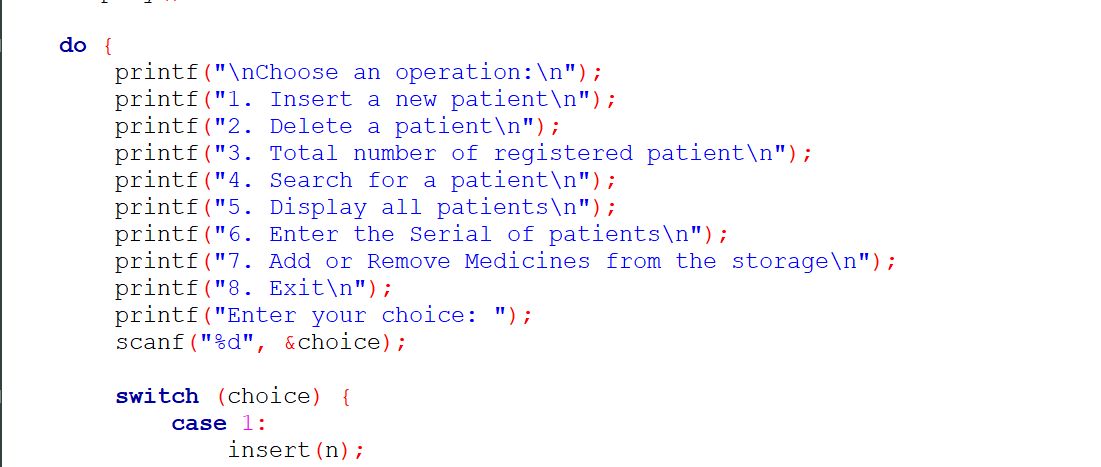 do {
printf("\nChoose an operation:\n");
printf("1. Insert a new patient\n");
printf("2. Delete a patient\n");
printf("3. Total number of registered patient\n");
printf("4. Search for a patient\n");
printf("5. Display all patients\n");
printf("6. Enter the Serial of patients\n");
printf("7. Add or Remove Medicines from the storage\n");
printf("8. Exit\n");
printf("Enter your choice: ");
scanf("%d", &choice);
switch (choice) {
case 1:
insert(n);